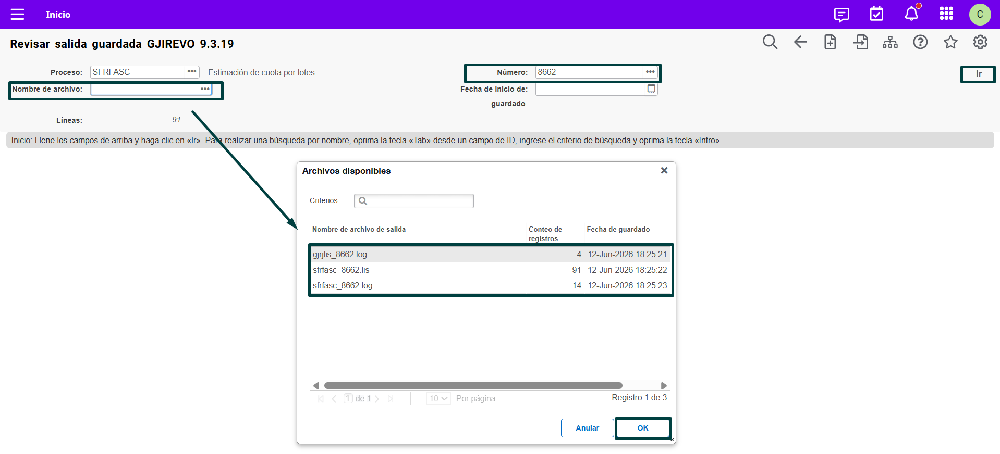 Inicio
C
Revisar salida guardada GJIREVO 9.3.19
Proceso: SFRFASC ••• Estimación de cuota por lotes
Número: 8662 •••
Ir
Nombre de archivo: •••
Fecha de inicio de: guardado
Líneas: 91
Inicio: Llene los campos de arriba y haga clic en «Ir». Para realizar una búsqueda por nombre, oprima la tecla «Tab» desde un campo de ID, ingrese el criterio de búsqueda y oprima la tecla «Intro».
Archivos disponibles
Criterios
Nombre de archivo de salida Conteo de registros Fecha de guardado
gjrjlis_8662.log 4 12-Jun-2026 18:25:21
sfrfasc_8662.lis 91 12-Jun-2026 18:25:22
sfrfasc_8662.log 14 12-Jun-2026 18:25:23
1 de 1 10 Por página Registro 1 de 3
Anular OK